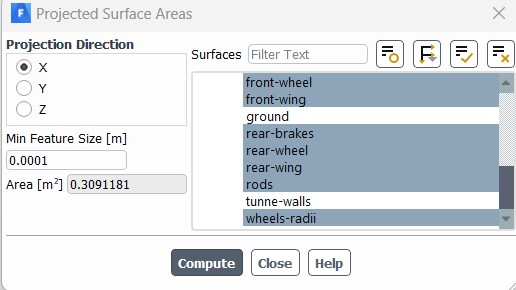 Projected Surface Areas
Projection Direction
X
Y
Z
Min Feature Size [m]
0.0001
Area [m²] 0.3091181
Surfaces Filter Text
front-wheel
front-wing
ground
rear-brakes
rear-wheel
rear-wing
rods
tunne-walls
wheels-radii
Compute Close Help